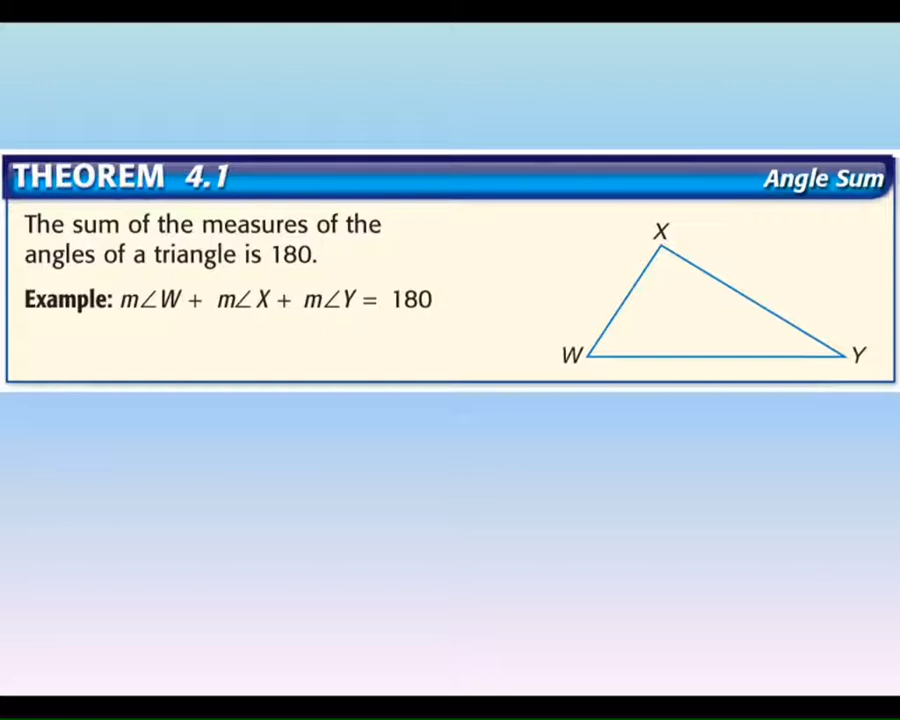 THEOREM 4.1 Angle Sum
The sum of the measures of the
angles of a triangle is 180.
Example: m∠W + m∠X + m∠Y = 180
X
W
Y